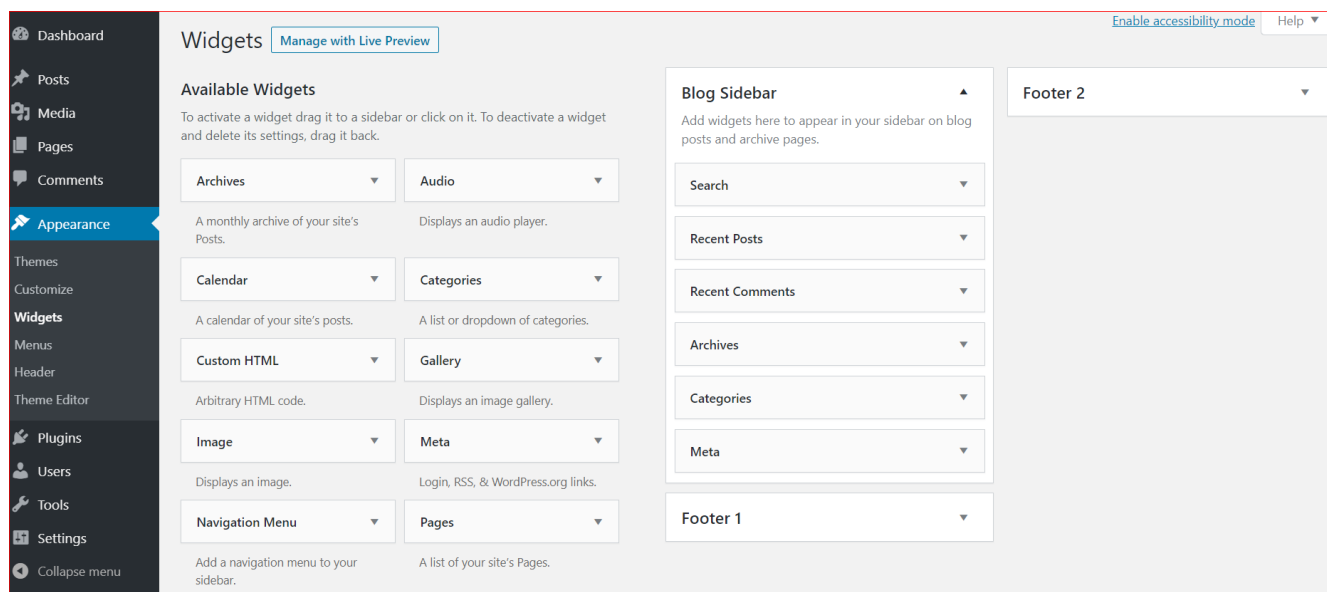 Dashboard
Posts
Media
Pages
Comments
Appearance
Themes
Customize
Widgets
Menus
Header
Theme Editor
Plugins
Users
Tools
Settings
Collapse menu
Enable accessibility mode
Help
Widgets
Manage with Live Preview
Available Widgets
To activate a widget drag it to a sidebar or click on it. To deactivate a widget
and delete its settings, drag it back.
Archives
A monthly archive of your site's
Posts.
Audio
Displays an audio player.
Calendar
A calendar of your site's posts.
Categories
A list or dropdown of categories.
Custom HTML
Arbitrary HTML code.
Gallery
Displays an image gallery.
Image
Displays an image.
Meta
Login, RSS, & WordPress.org links.
Navigation Menu
Add a navigation menu to your
sidebar.
Pages
A list of your site's Pages.
Blog Sidebar
Add widgets here to appear in your sidebar on blog
posts and archive pages.
Search
Recent Posts
Recent Comments
Archives
Categories
Meta
Footer 1
Footer 2